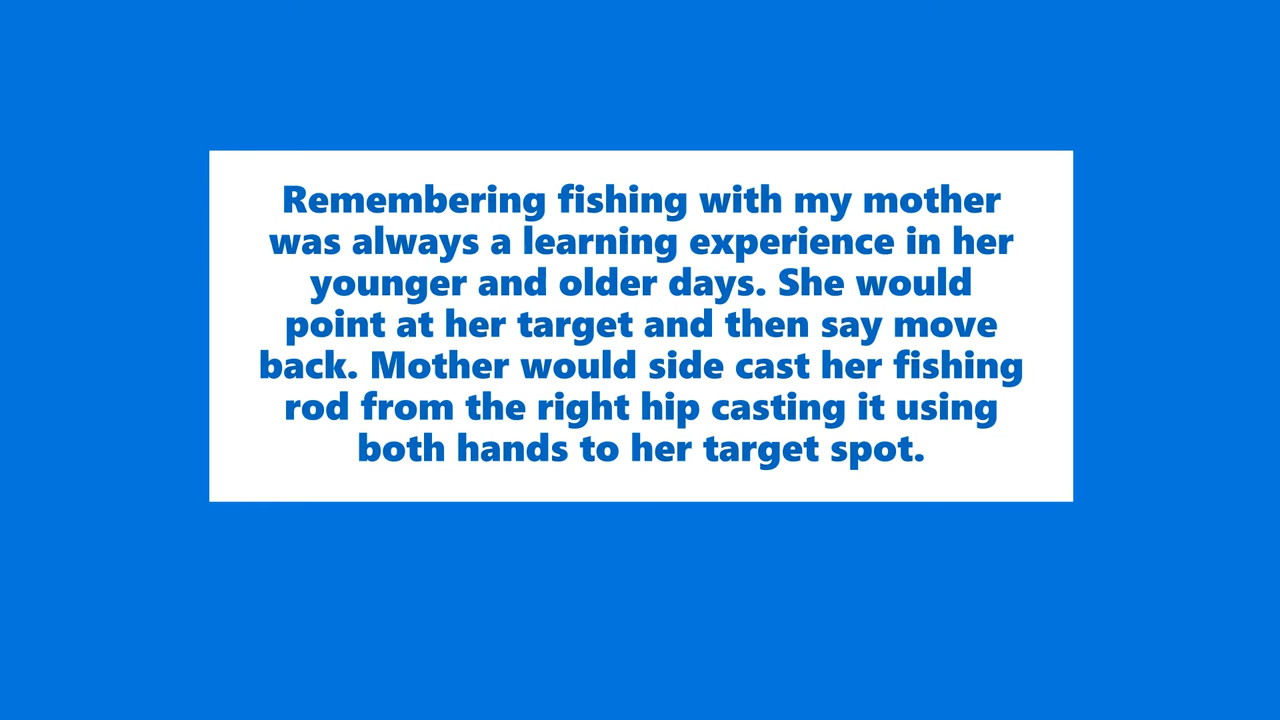 Remembering fishing with my mother
was always a learning experience in her
younger and older days. She would
point at her target and then say move
back. Mother would side cast her fishing
rod from the right hip casting it using
both hands to her target spot.